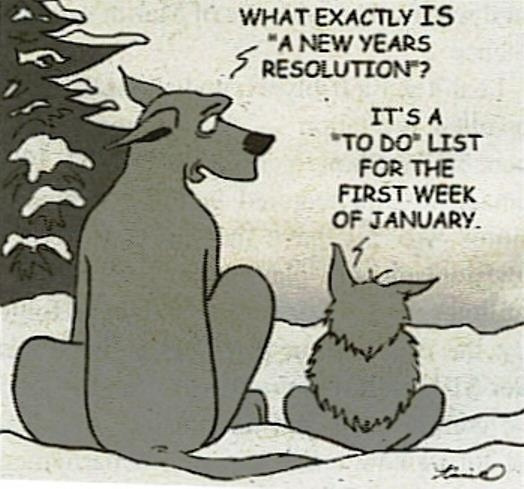 WHAT EXACTLY IS
"A NEW YEARS
RESOLUTION"?
IT'S A
"TO DO" LIST
FOR THE
FIRST WEEK
OF JANUARY.